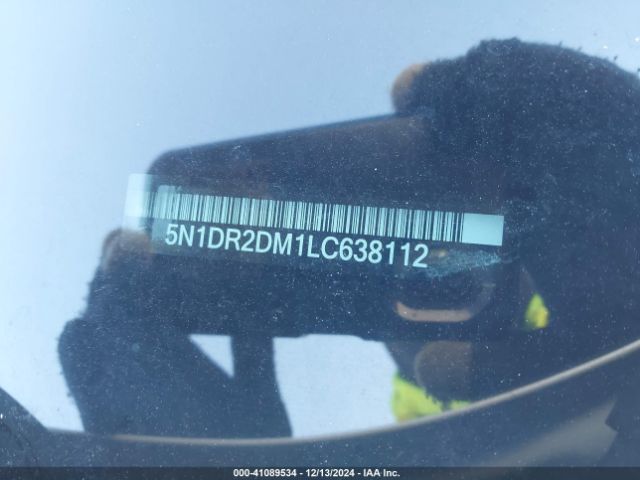 5N1DR2DM1LC638112
000-41089534 - 12/13/2024 - IAA Inc.